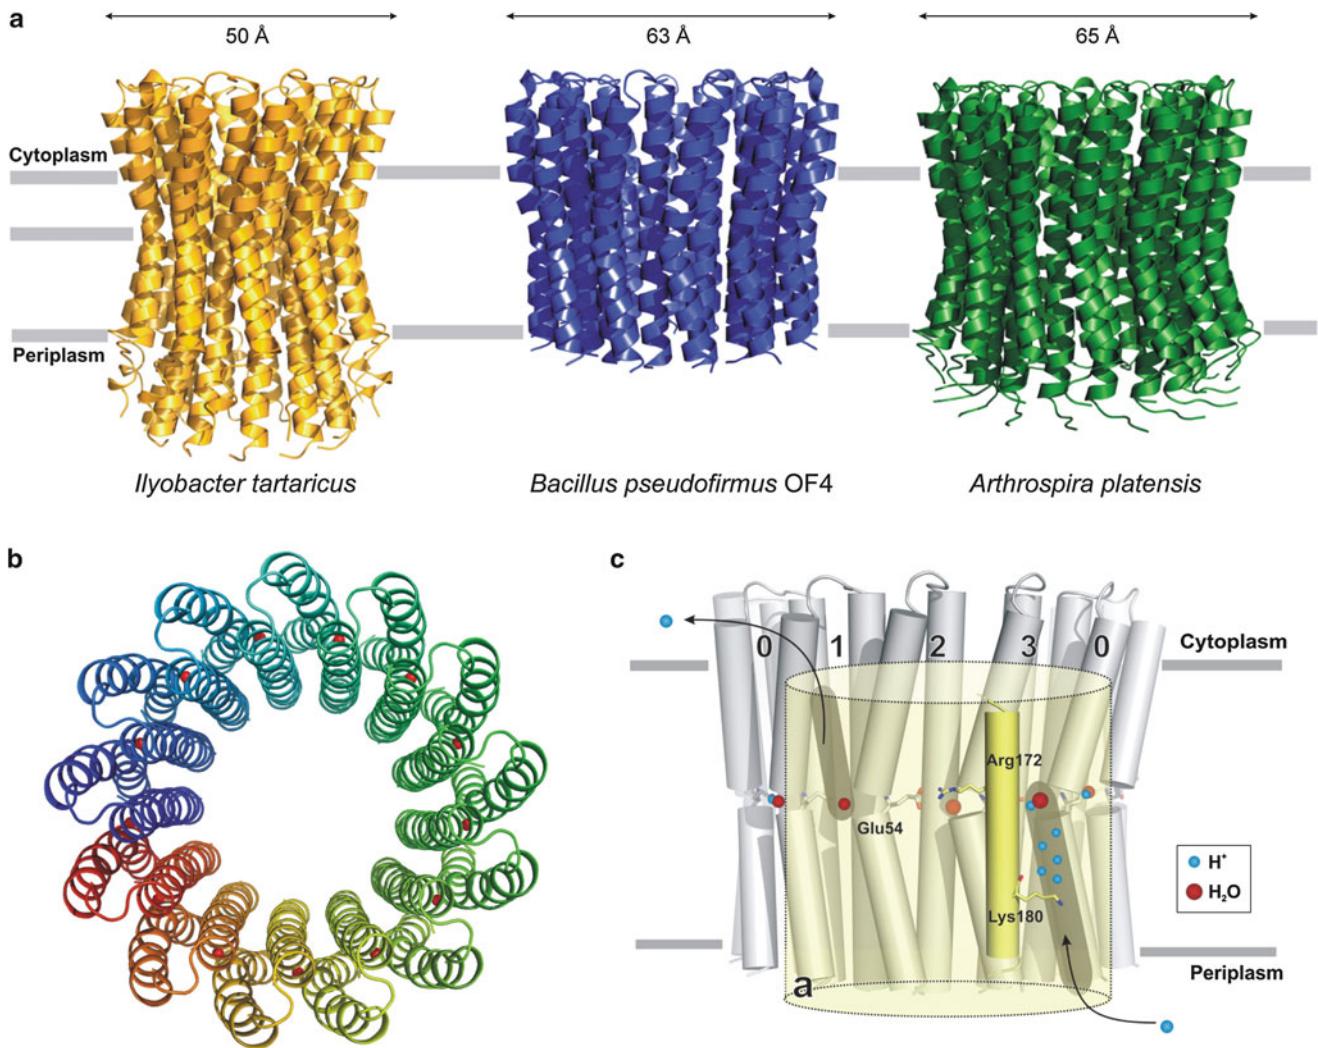 a
50 Å
63 Å
65 Å
Cytoplasm
Periplasm
Ilyobacter tartaricus
Bacillus pseudofirmus OF4
Arthrospira platensis
b
c
0 1 2 3 0
Cytoplasm
Arg172
Glu54
Lys180
H⁺
H₂O
a
Periplasm